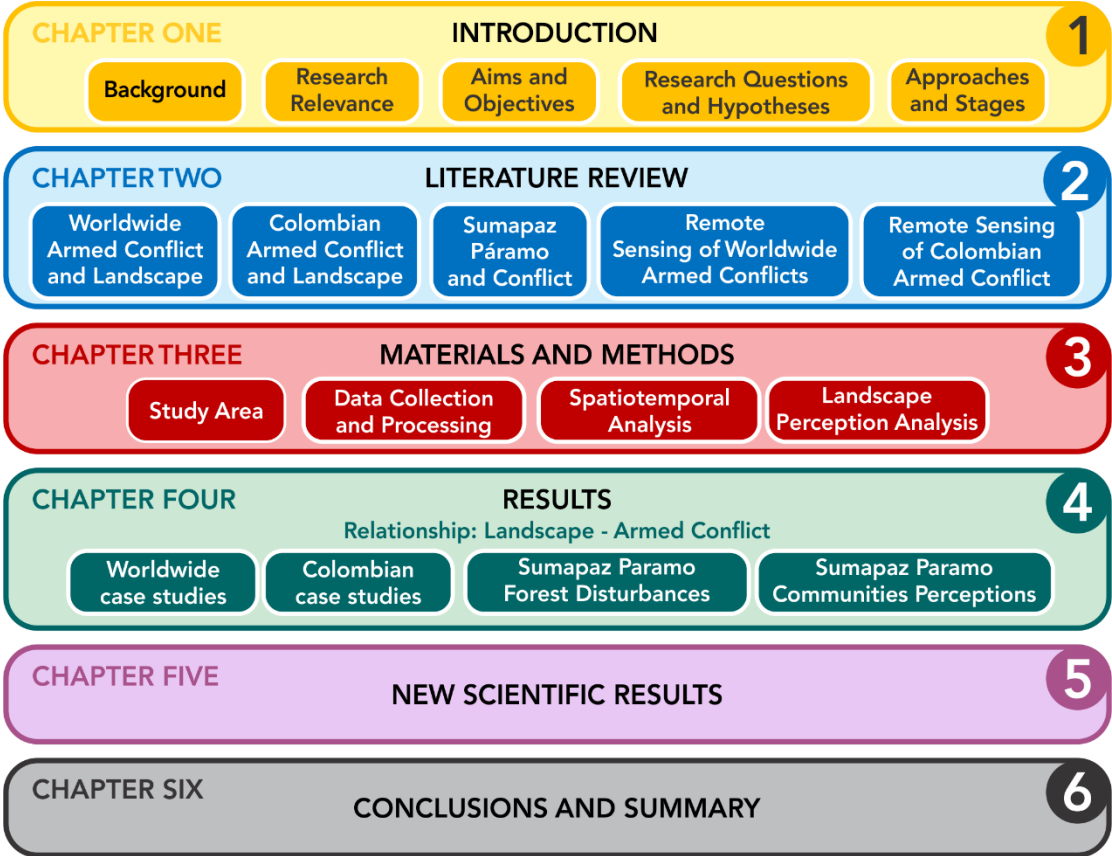 CHAPTER ONE INTRODUCTION 1
Background
Research
Relevance
Aims and
Objectives
Research Questions
and Hypotheses
Approaches
and Stages
CHAPTER TWO LITERATURE REVIEW 2
Worldwide
Armed Conflict
and Landscape
Colombian
Armed Conflict
and Landscape
Sumapaz
Páramo
and Conflict
Remote
Sensing of Worldwide
Armed Conflicts
Remote Sensing
of Colombian
Armed Conflict
CHAPTER THREE MATERIALS AND METHODS 3
Study Area
Data Collection
and Processing
Spatiotemporal
Analysis
Landscape
Perception Analysis
CHAPTER FOUR RESULTS 4
Relationship: Landscape - Armed Conflict
Worldwide
case studies
Colombian
case studies
Sumapaz Paramo
Forest Disturbances
Sumapaz Paramo
Communities Perceptions
CHAPTER FIVE 5
NEW SCIENTIFIC RESULTS
CHAPTER SIX 6
CONCLUSIONS AND SUMMARY